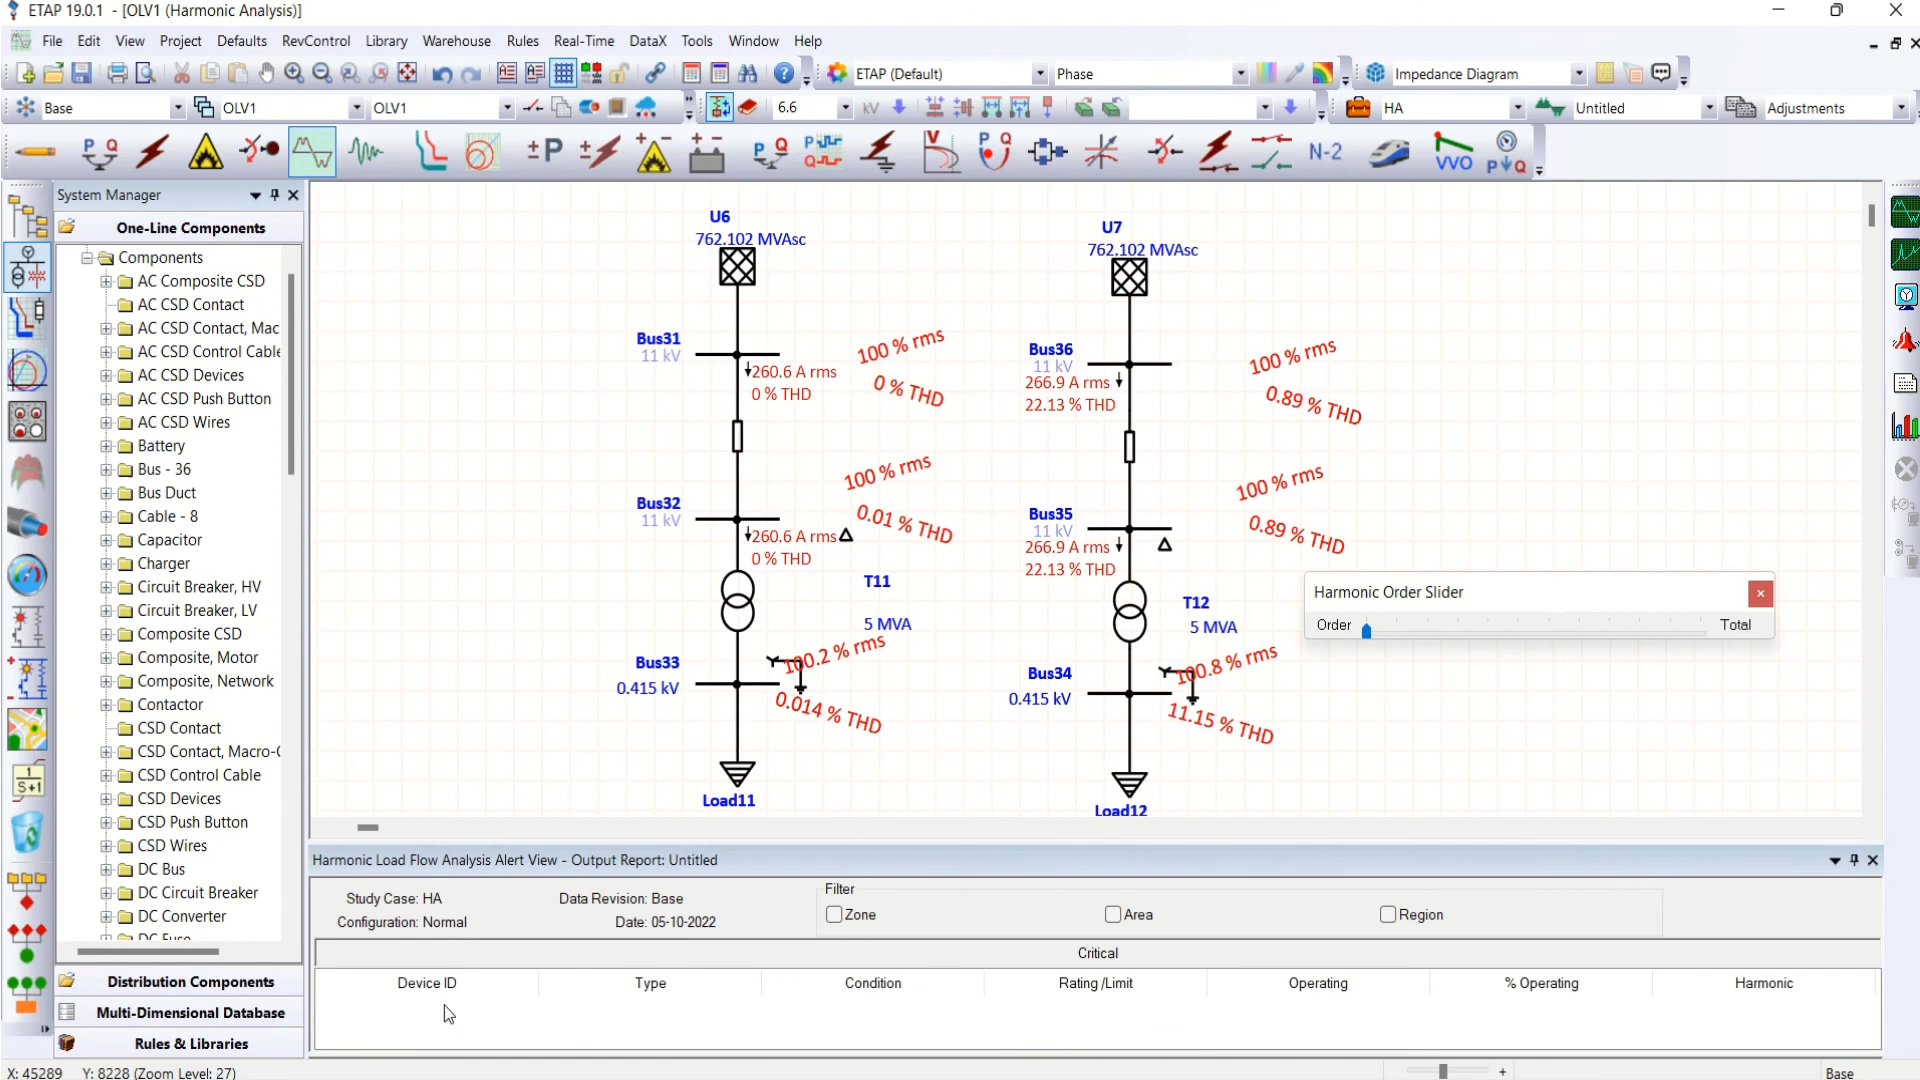 ETAP 19.0.1 - [OLV1 (Harmonic Analysis)]
File Edit View Project Defaults RevControl Library Warehouse Rules Real-Time DataX Tools Window Help
ETAP (Default) Phase Impedance Diagram
Base OLV1 OLV1 6.6 kV HA Untitled Adjustments
P Q ±P P Q P Q V P Q N-2 VVO P Q
System Manager
One-Line Components
Components
AC Composite CSD
AC CSD Contact
AC CSD Contact, Mac
AC CSD Control Cable
AC CSD Devices
AC CSD Push Button
AC CSD Wires
Battery
Bus - 36
Bus Duct
Cable - 8
Capacitor
Charger
Circuit Breaker, HV
Circuit Breaker, LV
Composite CSD
Composite, Motor
Composite, Network
Contactor
CSD Contact
CSD Contact, Macro-C
CSD Control Cable
CSD Devices
CSD Push Button
CSD Wires
DC Bus
DC Circuit Breaker
DC Converter
DC Fuse
Distribution Components
Multi-Dimensional Database
Rules & Libraries
1
S+1
U6
762.102 MVAsc
Bus31
11 kV
260.6 A rms
0 % THD
100 % rms
0 % THD
Bus32
11 kV
260.6 A rms
0 % THD
100 % rms
0.01 % THD
T11
5 MVA
Bus33
0.415 kV
100.2 % rms
0.014 % THD
Load11
U7
762.102 MVAsc
Bus36
11 kV
266.9 A rms
22.13 % THD
100 % rms
0.89 % THD
Bus35
11 kV
266.9 A rms
22.13 % THD
100 % rms
0.89 % THD
T12
5 MVA
Bus34
0.415 kV
100.8 % rms
11.15 % THD
Load12
Harmonic Order Slider
Order Total
Harmonic Load Flow Analysis Alert View - Output Report: Untitled
Study Case: HA Data Revision: Base
Configuration: Normal Date: 05-10-2022
Filter
Zone Area Region
Critical
Device ID Type Condition Rating /Limit Operating % Operating Harmonic
X: 45289 Y: 8228 (Zoom Level: 27) + Base